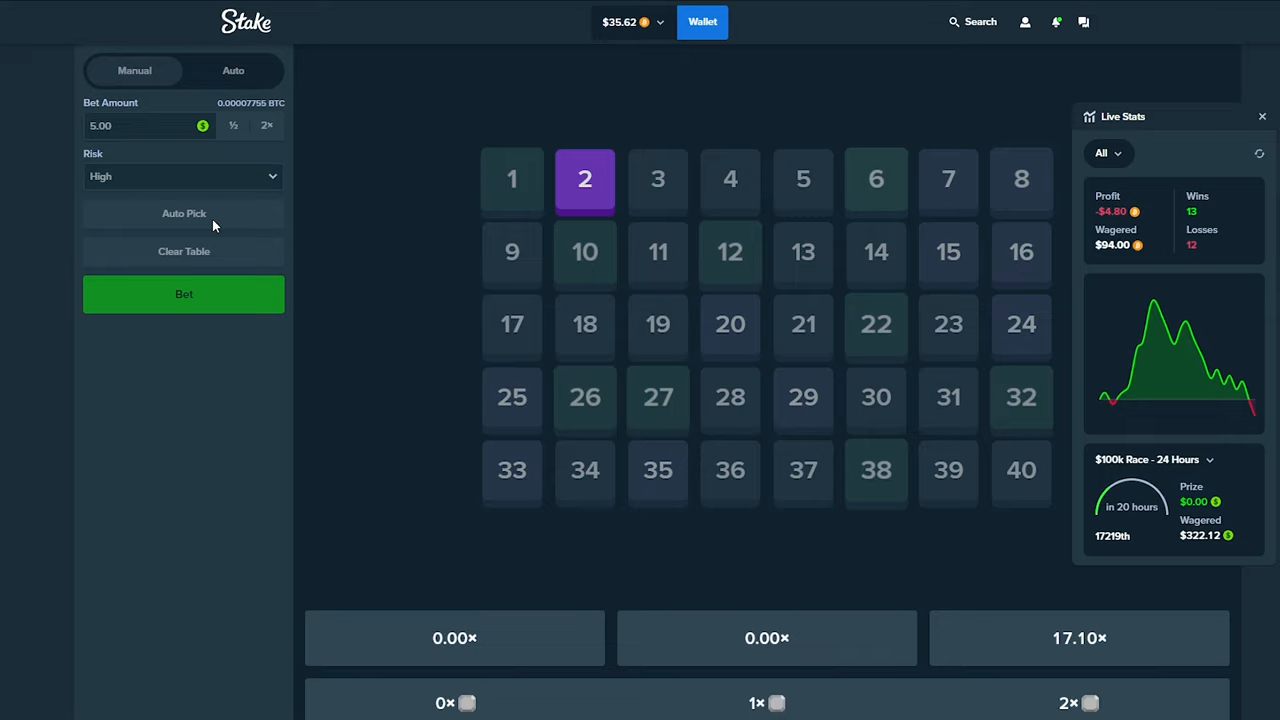 Stake
$35.62
Wallet
Search
Manual
Auto
Bet Amount
0.00007755 BTC
5.00
$
½
2×
Risk
High
Auto Pick
Clear Table
Bet
1 2 3 4 5 6 7 8
9 10 11 12 13 14 15 16
17 18 19 20 21 22 23 24
25 26 27 28 29 30 31 32
33 34 35 36 37 38 39 40
0.00×
0.00×
17.10×
0×
1×
2×
Live Stats
All
Profit
-$4.80
Wagered
$94.00
Wins
13
Losses
12
$100k Race - 24 Hours
in 20 hours
17219th
Prize
$0.00 $
Wagered
$322.12 $